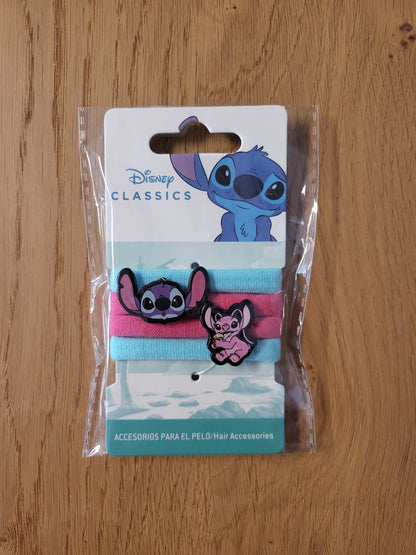 Disney
CLASSICS
ACCESORIOS PARA EL PELO/Hair Accessories